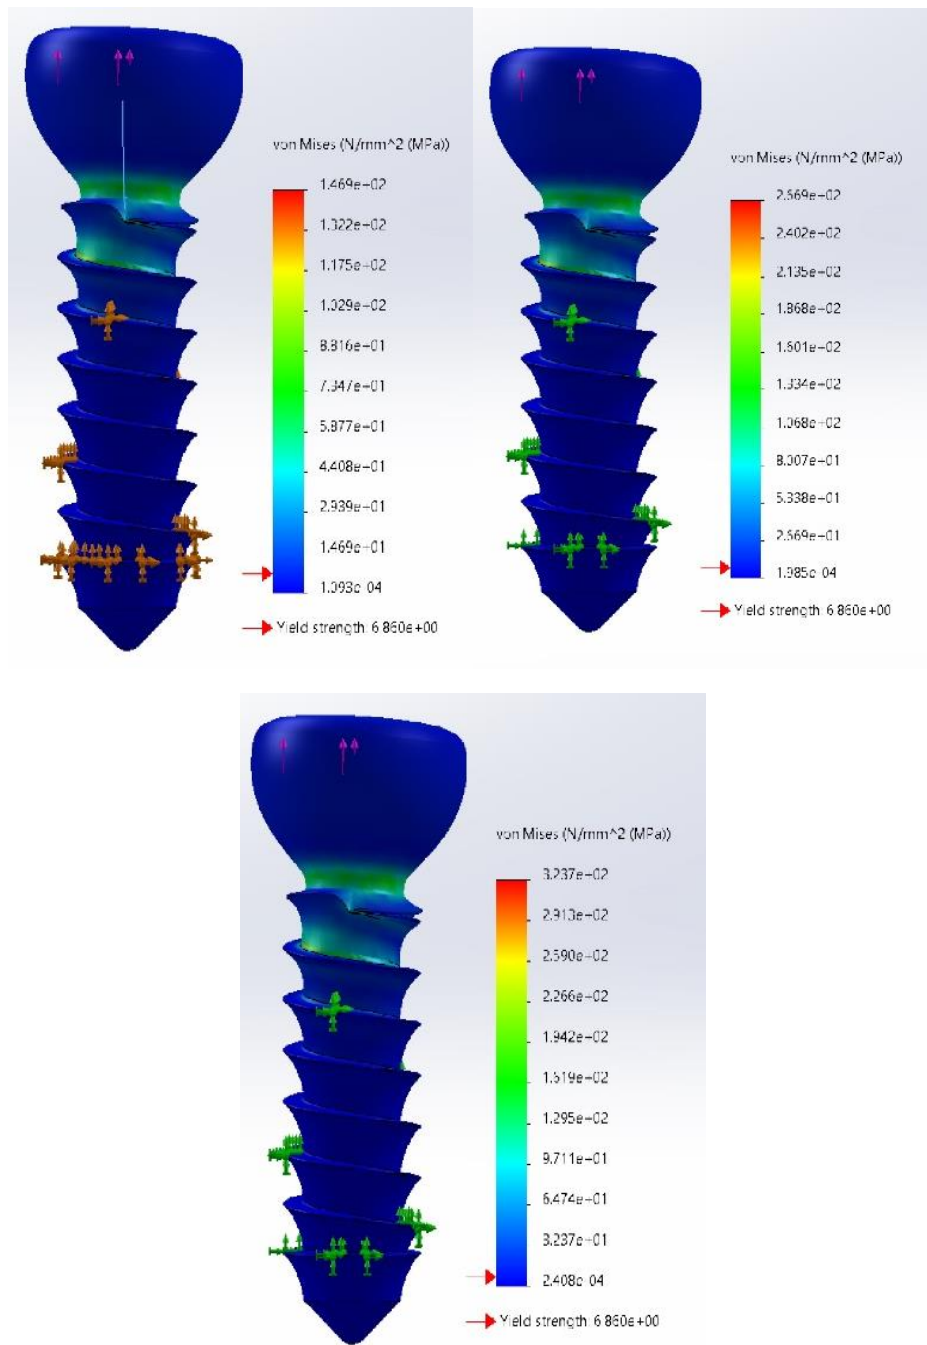 von Mises (N/mm^2 (MPa))
1.469e+02
1.322e+02
1.175e+02
1.029e+02
8.816e+01
7.347e+01
5.877e+01
4.408e+01
2.939e+01
1.469e+01
1.093e-04
Yield strength: 6.860e+00
von Mises (N/mm^2 (MPa))
2.669e+02
2.402e+02
2.135e+02
1.868e+02
1.601e+02
1.334e+02
1.068e+02
8.007e+01
5.338e+01
2.669e+01
1.985e-04
Yield strength: 6.860e+00
von Mises (N/mm^2 (MPa))
3.237e+02
2.913e+02
2.590e+02
2.266e+02
1.942e+02
1.619e+02
1.295e+02
9.711e+01
6.474e+01
3.237e+01
2.408e-04
Yield strength: 6.860e+00